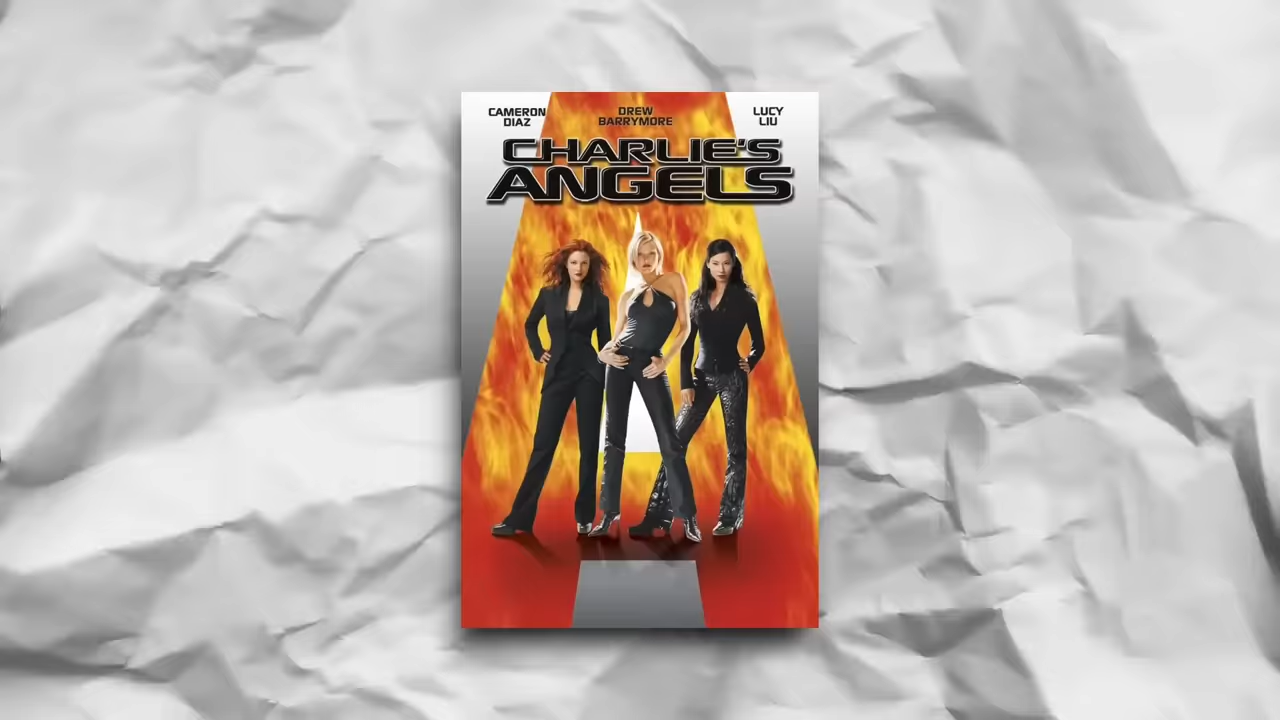 CAMERON
DIAZ
DREW
BARRYMORE
LUCY
LIU
CHARLIE'S
ANGELS